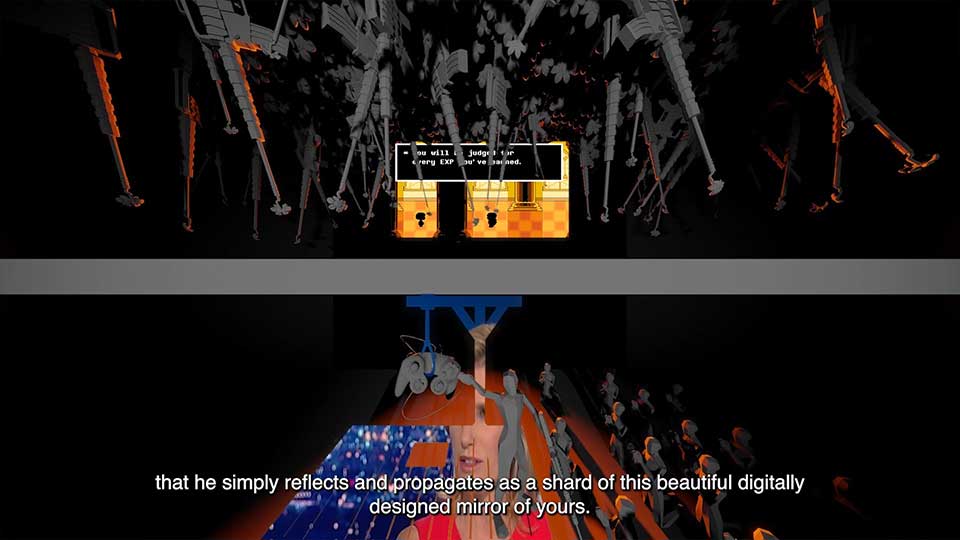 * You will be judged for
every EXP you've earned.
that he simply reflects and propagates as a shard of this beautiful digitally
designed mirror of yours.